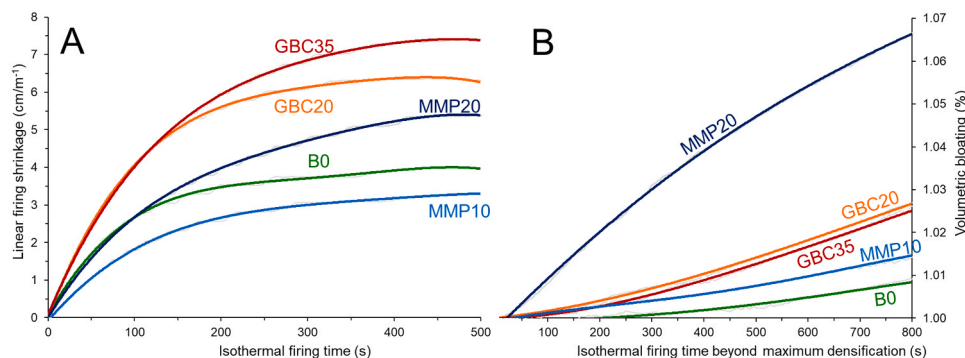 A
B
Linear firing shrinkage (cm/m⁻¹)
8
7
6
5
4
3
2
1
0
GBC35
GBC20
MMP20
B0
MMP10
0
100
200
300
400
500
Isothermal firing time (s)
MMP20
GBC20
GBC35
MMP10
B0
100
200
300
400
500
600
700
800
Isothermal firing time beyond maximum densification (s)
1.07
1.06
1.05
1.04
1.03
1.02
1.01
1.00
Volumetric bloating (%)